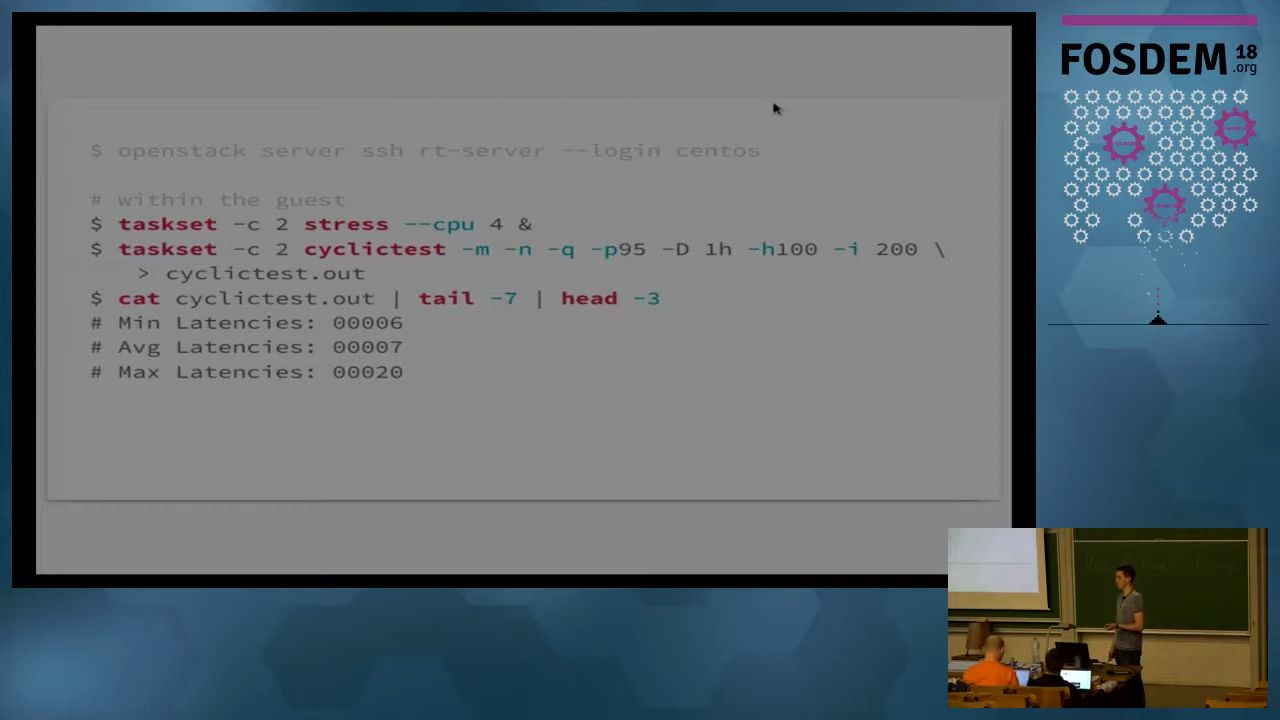 $ openstack server ssh rt-server --login centos
# within the guest
$ taskset -c 2 stress --cpu 4 &
$ taskset -c 2 cyclictest -m -n -q -p95 -D 1h -h100 -i 200 \
> cyclictest.out
$ cat cyclictest.out | tail -7 | head -3
# Min Latencies: 00006
# Avg Latencies: 00007
# Max Latencies: 00020
FOSDEM 18
.org